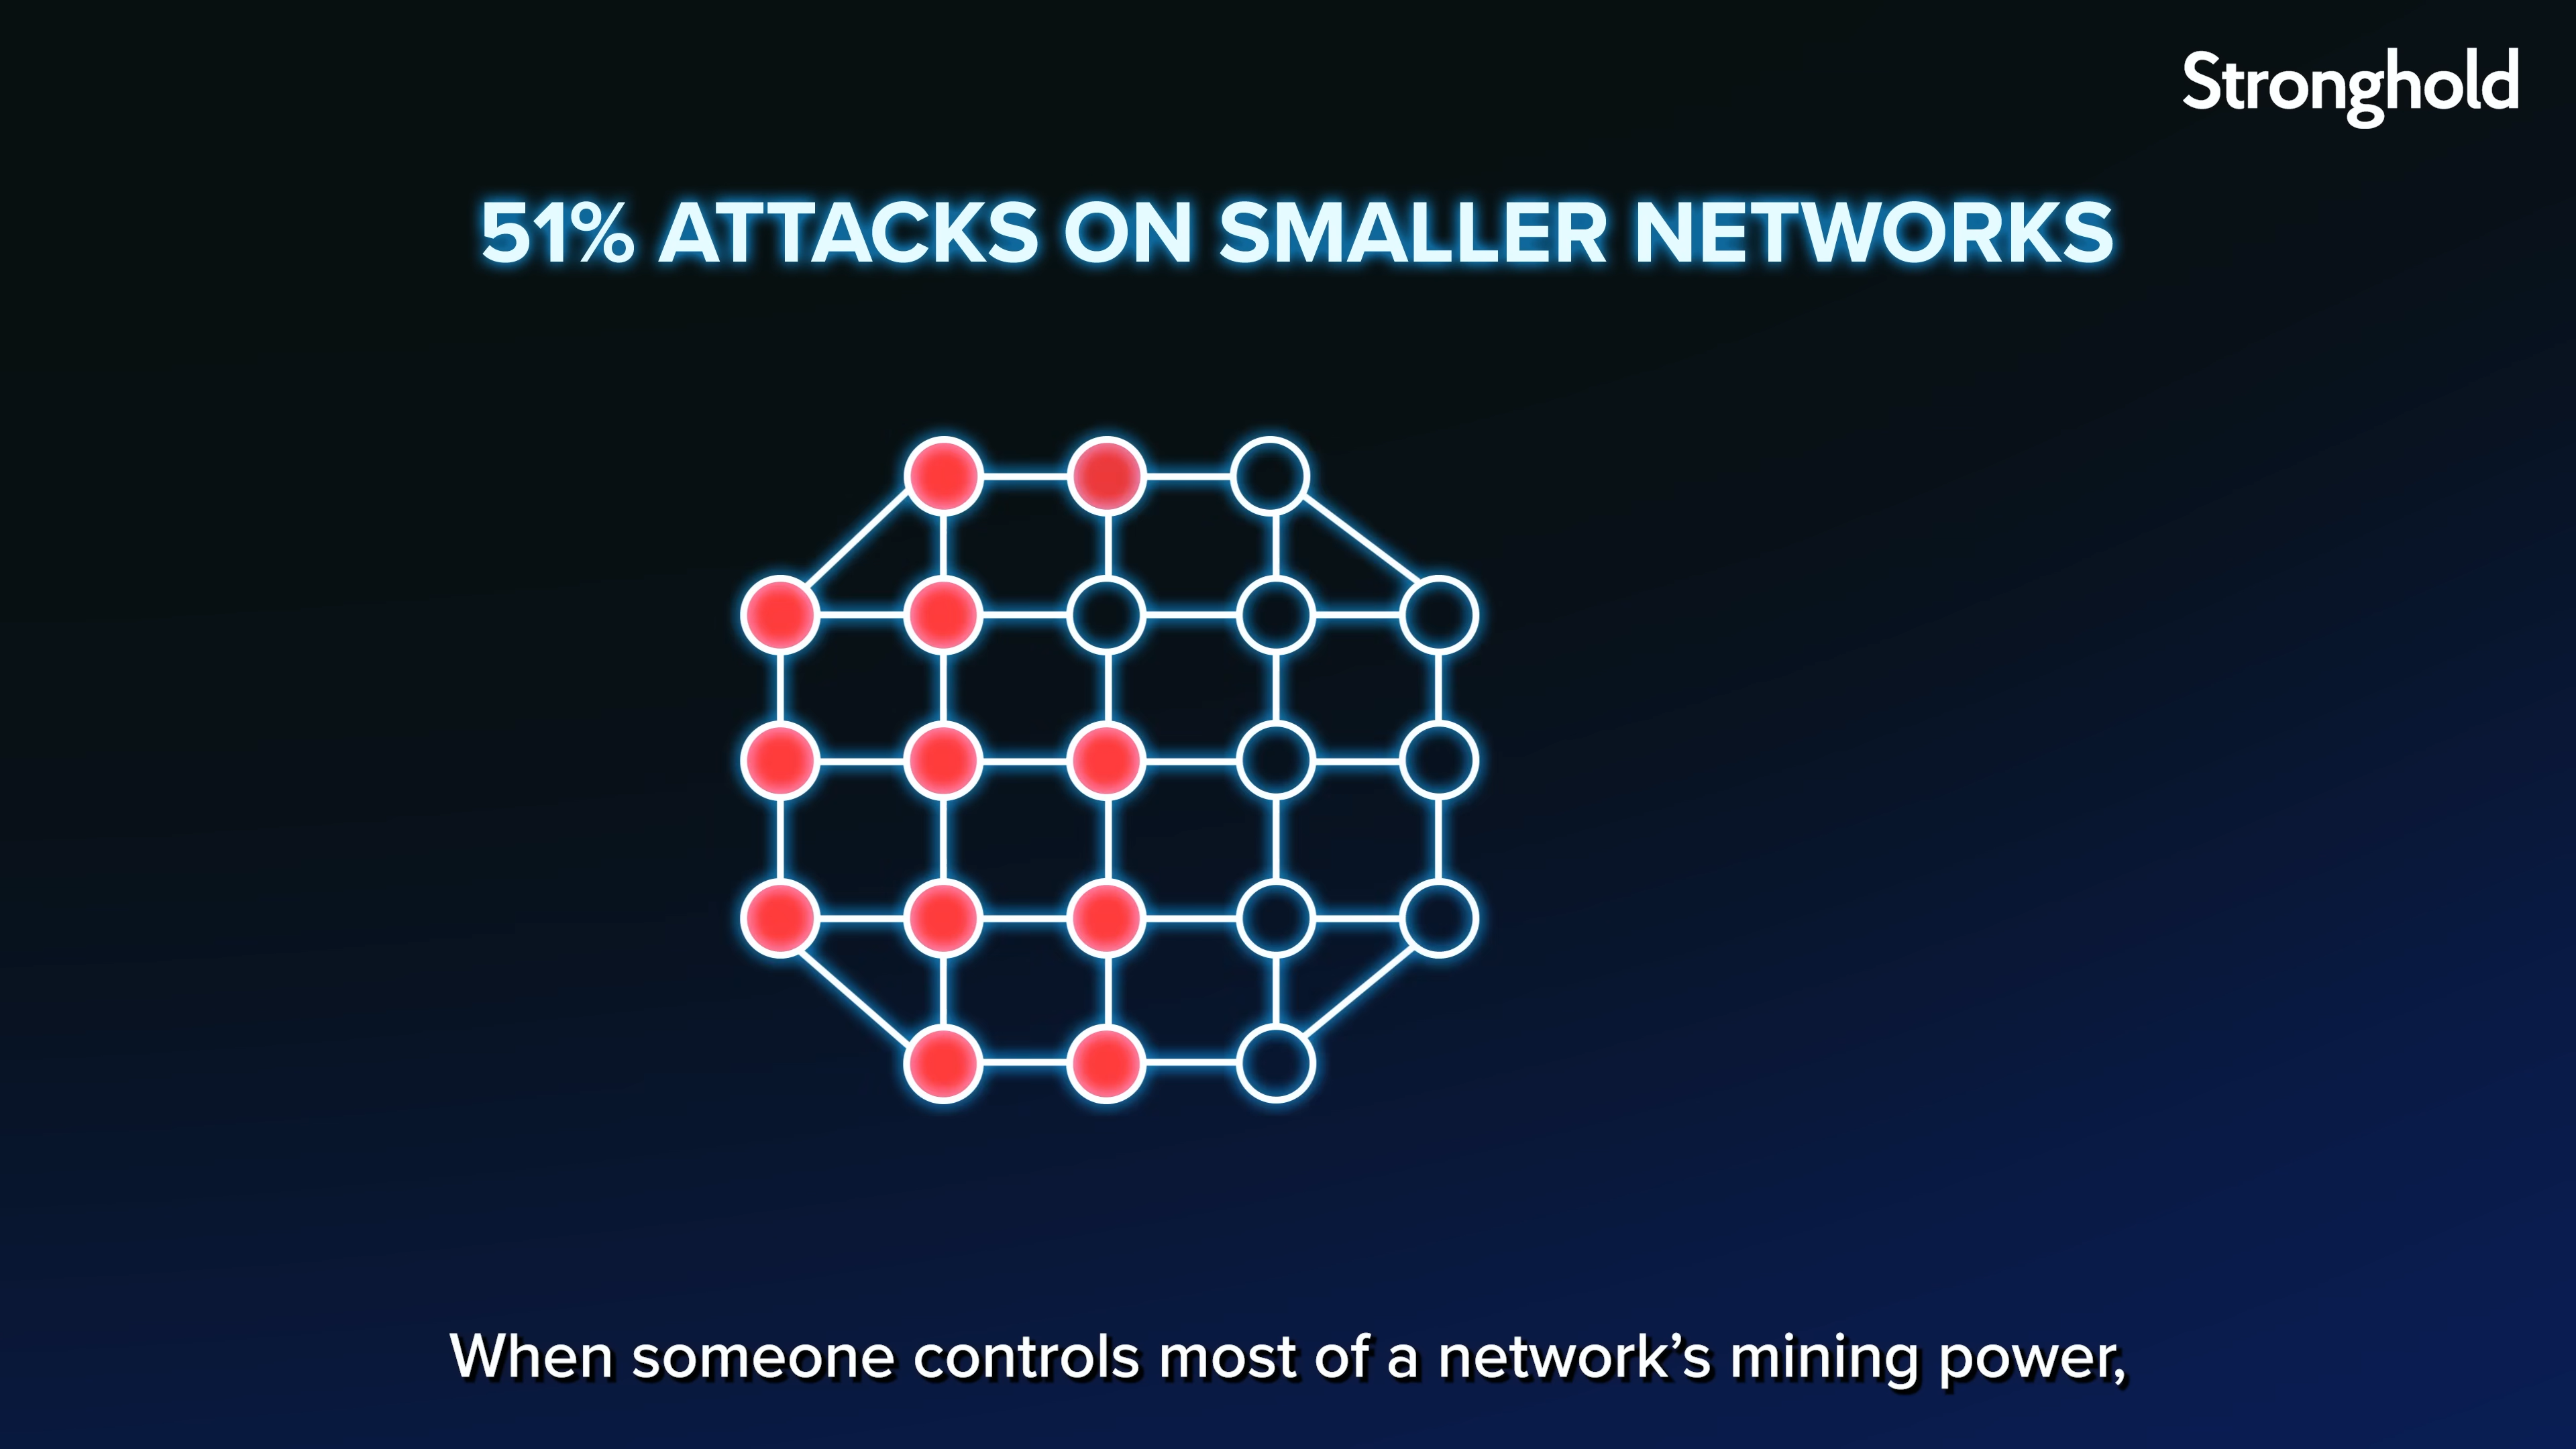 Stronghold
51% ATTACKS ON SMALLER NETWORKS
When someone controls most of a network’s mining power,